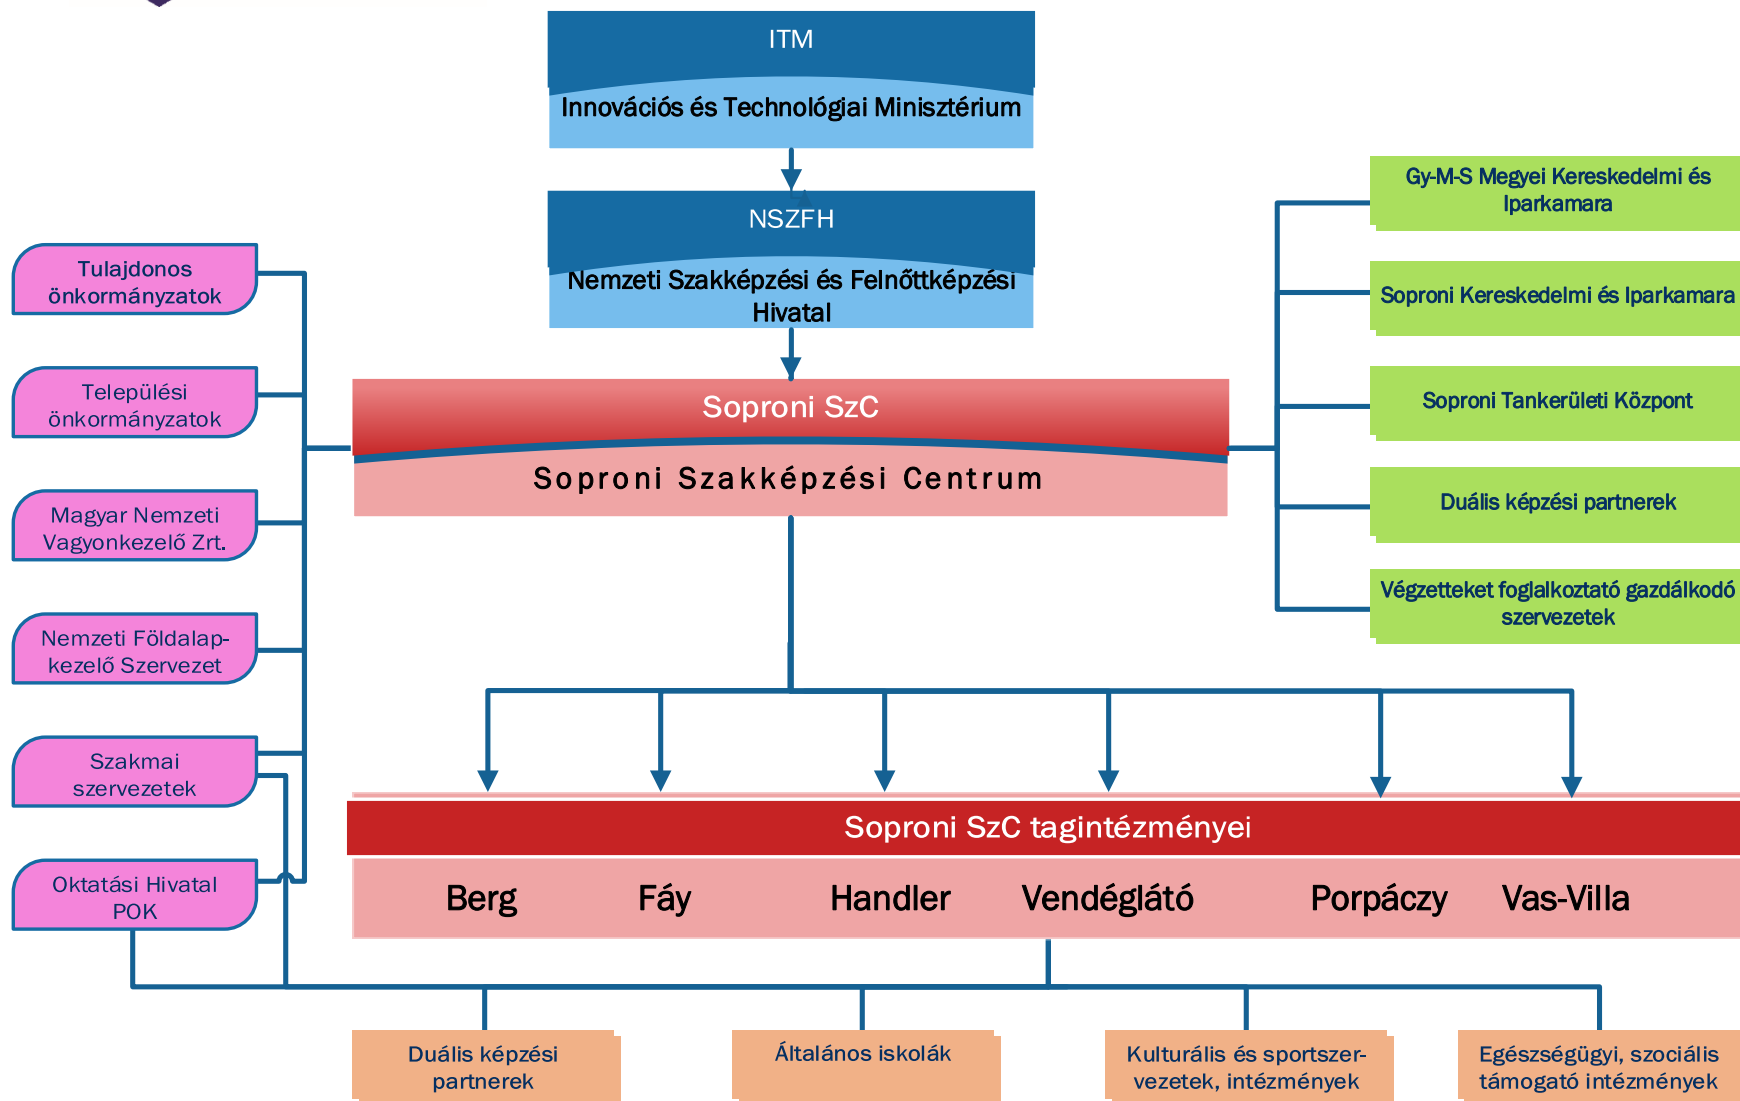 ITM
Innovációs és Technológiai Minisztérium
NSZFH
Nemzeti Szakképzési és Felnőttképzési
Hivatal
Soproni SzC
Soproni Szakképzési Centrum
Tulajdonos
önkormányzatok
Települési
önkormányzatok
Magyar Nemzeti
Vagyonkezelő Zrt.
Nemzeti Földalap-
kezelő Szervezet
Szakmai
szervezetek
Oktatási Hivatal
POK
Gy-M-S Megyei Kereskedelmi és
Iparkamara
Soproni Kereskedelmi és Iparkamara
Soproni Tankerületi Központ
Duális képzési partnerek
Végzetteket foglalkoztató gazdálkodó
szervezetek
Soproni SzC tagintézményei
Berg Fáy Handler Vendéglátó Porpáczy Vas-Villa
Duális képzési
partnerek
Általános iskolák
Kulturális és sportszer-
vezetek, intézmények
Egészségügyi, szociális
támogató intézmények